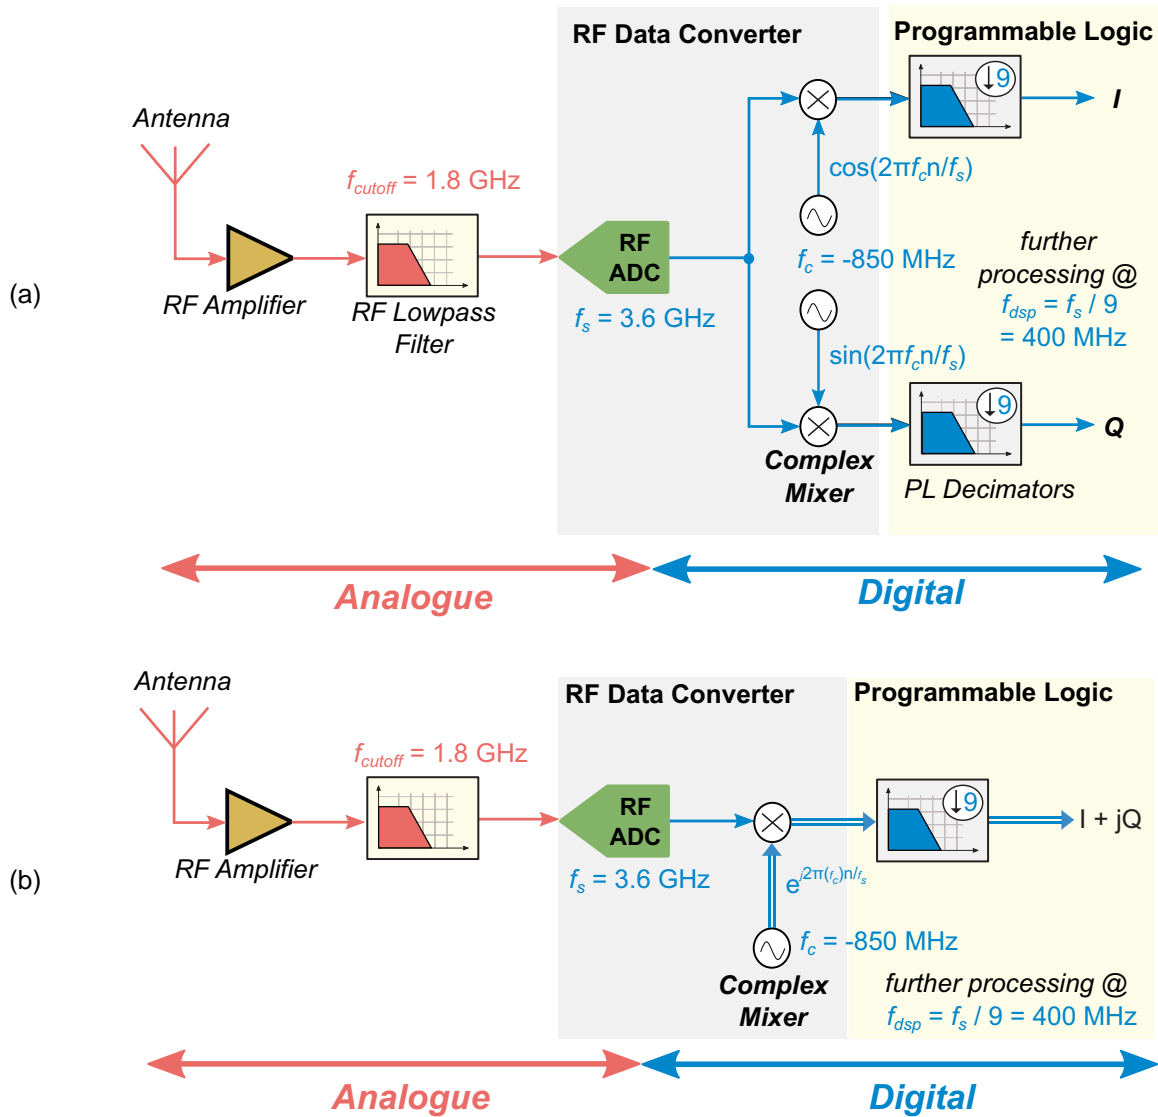 RF Data Converter
Programmable Logic
Antenna
f_cutoff = 1.8 GHz
↓9
I
cos(2πf_cn/f_s)
RF
ADC
f_c = -850 MHz
further
processing @
f_dsp = f_s / 9
= 400 MHz
(a)
RF Amplifier
RF Lowpass
Filter
f_s = 3.6 GHz
sin(2πf_cn/f_s)
↓9
Q
Complex
Mixer
PL Decimators
Analogue
Digital
Antenna
RF Data Converter
Programmable Logic
f_cutoff = 1.8 GHz
RF
ADC
↓9
I + jQ
RF Amplifier
(b)
f_s = 3.6 GHz
e^j2π(f_c)n/f_s
f_c = -850 MHz
Complex
Mixer
further processing @
f_dsp = f_s / 9 = 400 MHz
Analogue
Digital